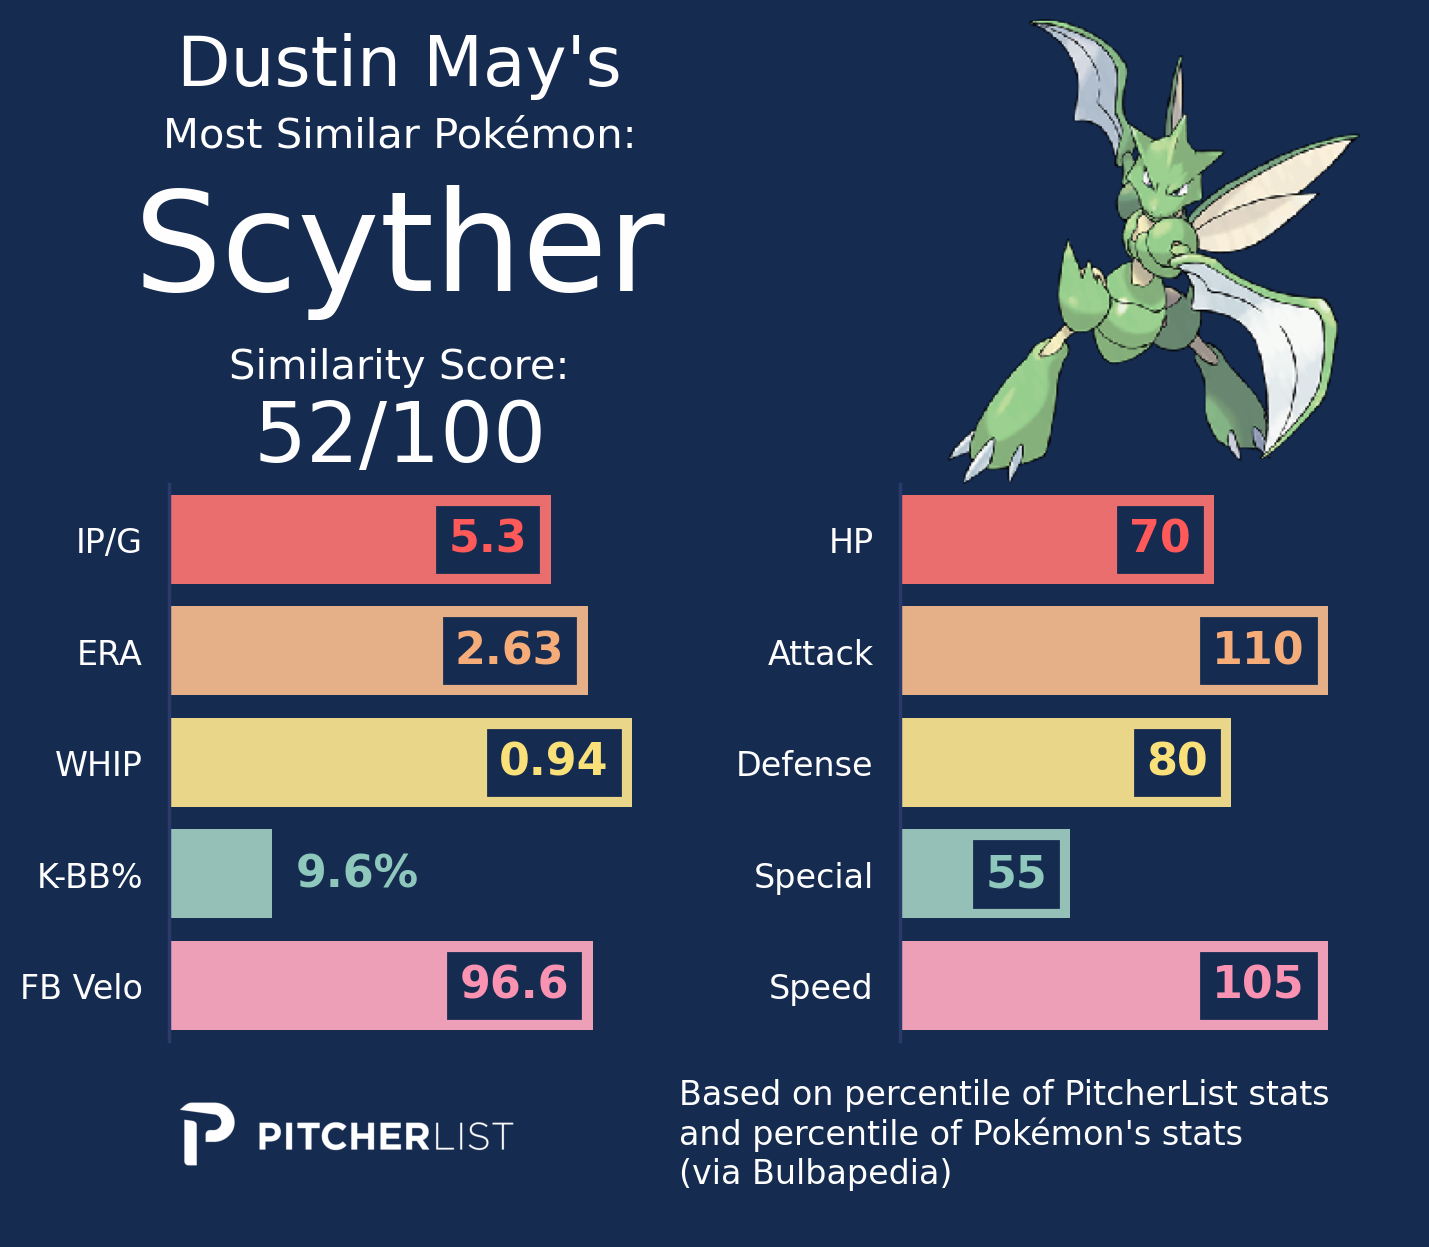 Dustin May's
Most Similar Pokémon:
Scyther
Similarity Score:
52/100
IP/G 5.3
ERA 2.63
WHIP 0.94
K-BB% 9.6%
FB Velo 96.6
HP 70
Attack 110
Defense 80
Special 55
Speed 105
PITCHERLIST
Based on percentile of PitcherList stats
and percentile of Pokémon's stats
(via Bulbapedia)